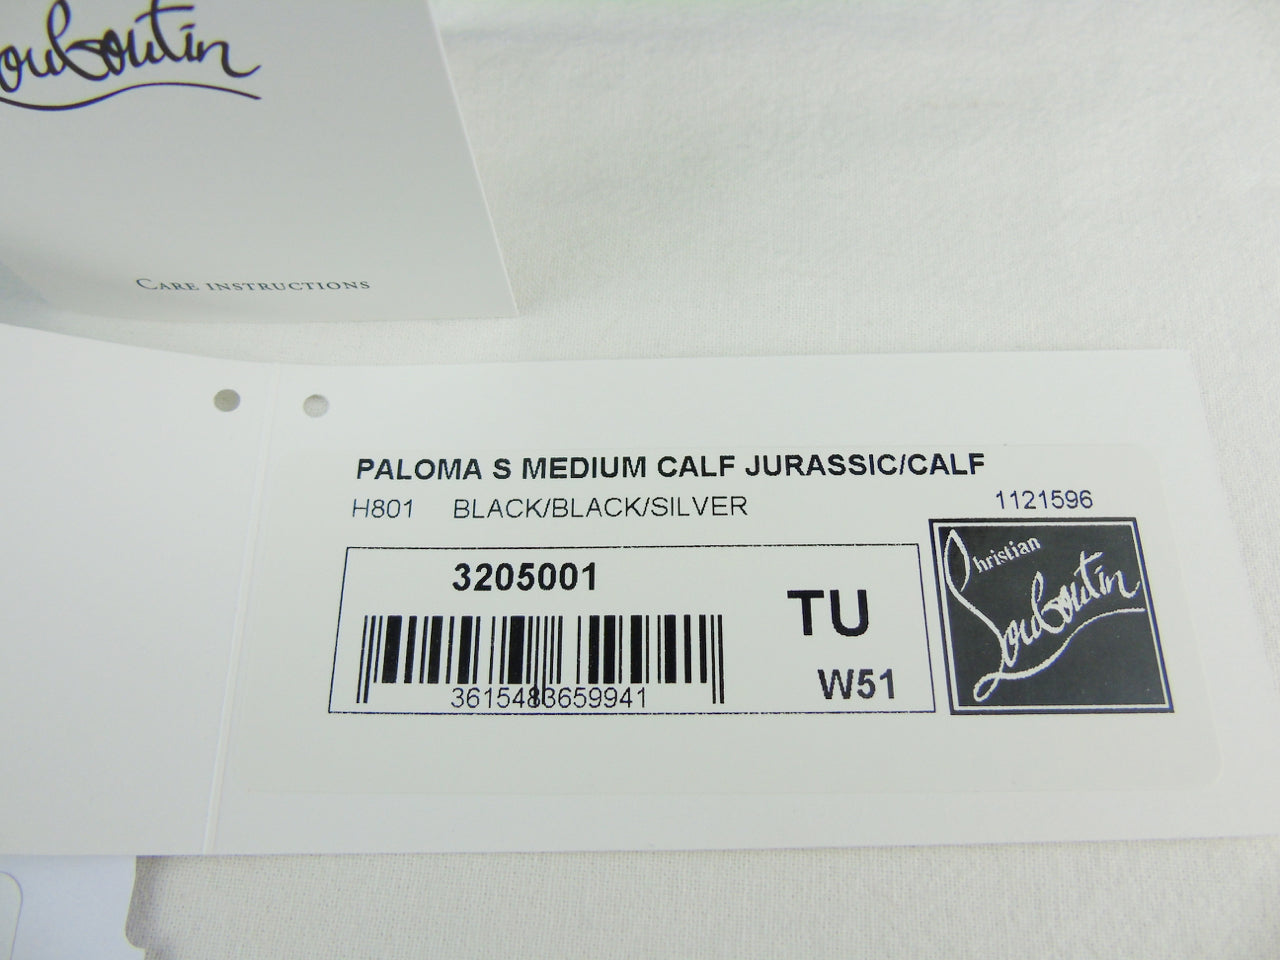 Louboutin
CARE INSTRUCTIONS
PALOMA S MEDIUM CALF JURASSIC/CALF
H801 BLACK/BLACK/SILVER
1121596
3205001
TU
3615483659941
W51
Christian
Louboutin